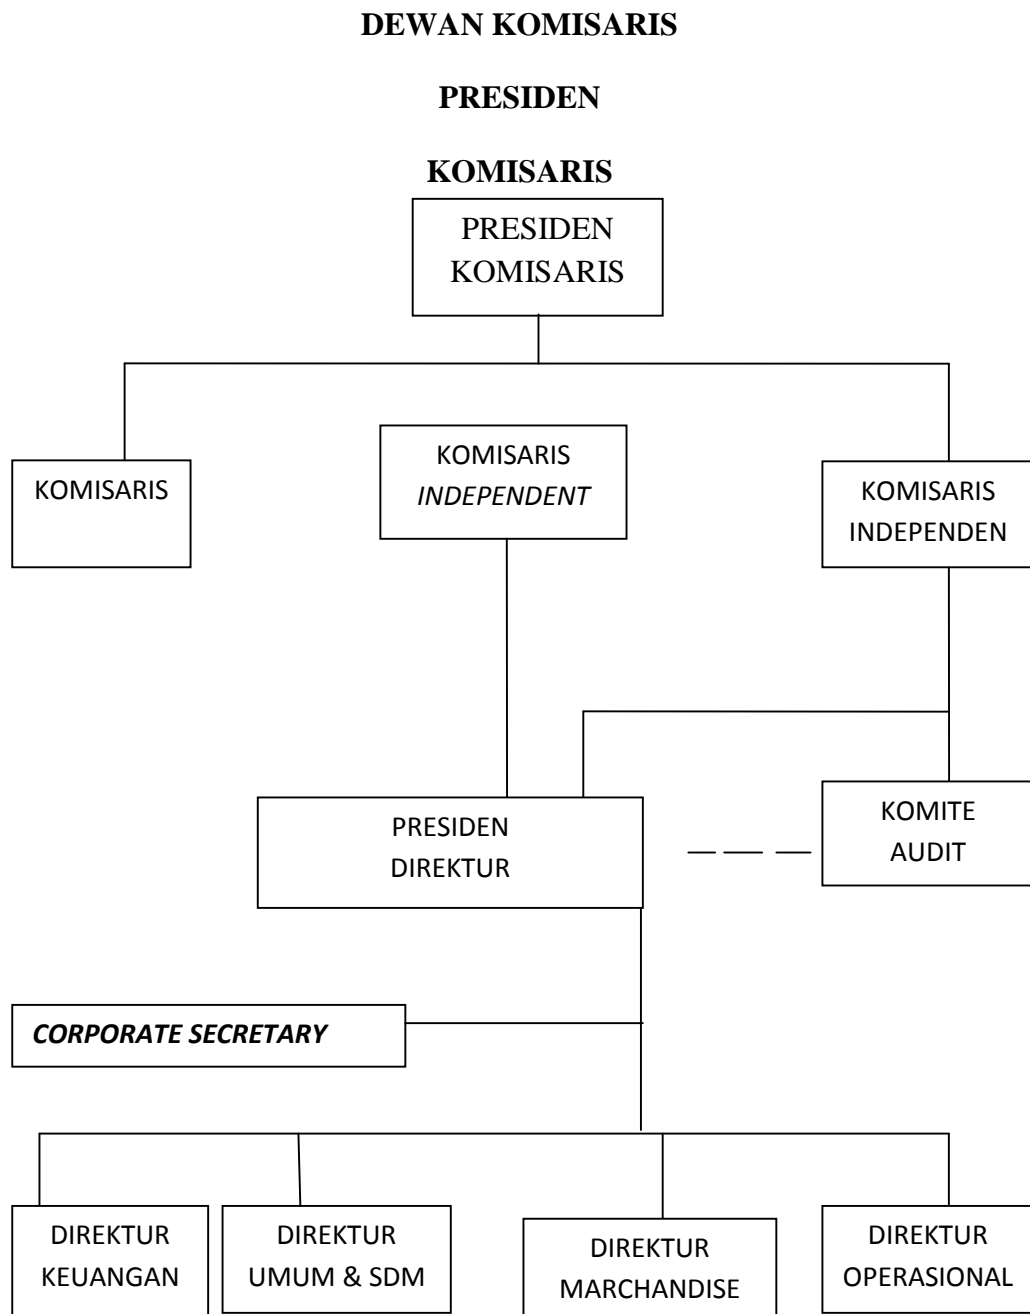 DEWAN KOMISARIS
PRESIDEN
KOMISARIS
PRESIDEN
KOMISARIS
KOMISARIS
KOMISARIS
INDEPENDENT
KOMISARIS
INDEPENDEN
PRESIDEN
DIREKTUR
KOMITE
AUDIT
CORPORATE SECRETARY
DIREKTUR
KEUANGAN
DIREKTUR
UMUM & SDM
DIREKTUR
MARCHANDISE
DIREKTUR
OPERASIONAL